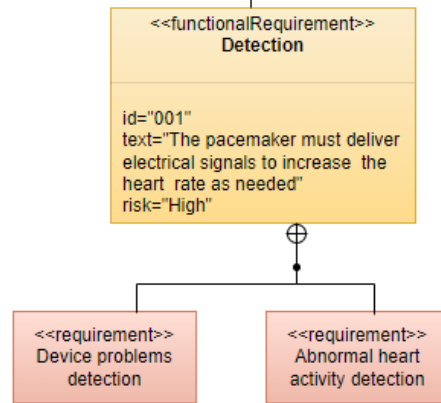 <<functionalRequirement>>
Detection
id="001"
text="The pacemaker must deliver
electrical signals to increase the
heart rate as needed"
risk="High"
<<requirement>>
Device problems
detection
<<requirement>>
Abnormal heart
activity detection